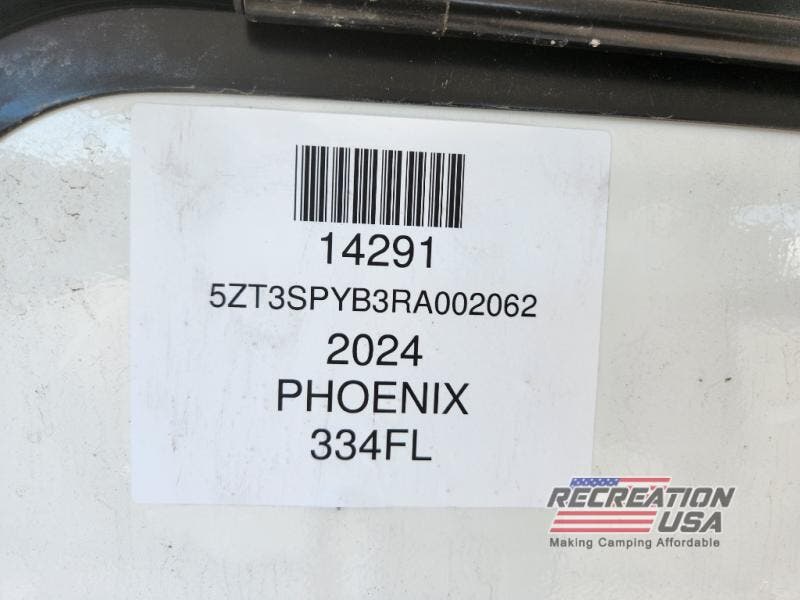 14291
5ZT3SPYB3RA002062
2024
PHOENIX
334FL
RECREATION
USA
Making Camping Affordable